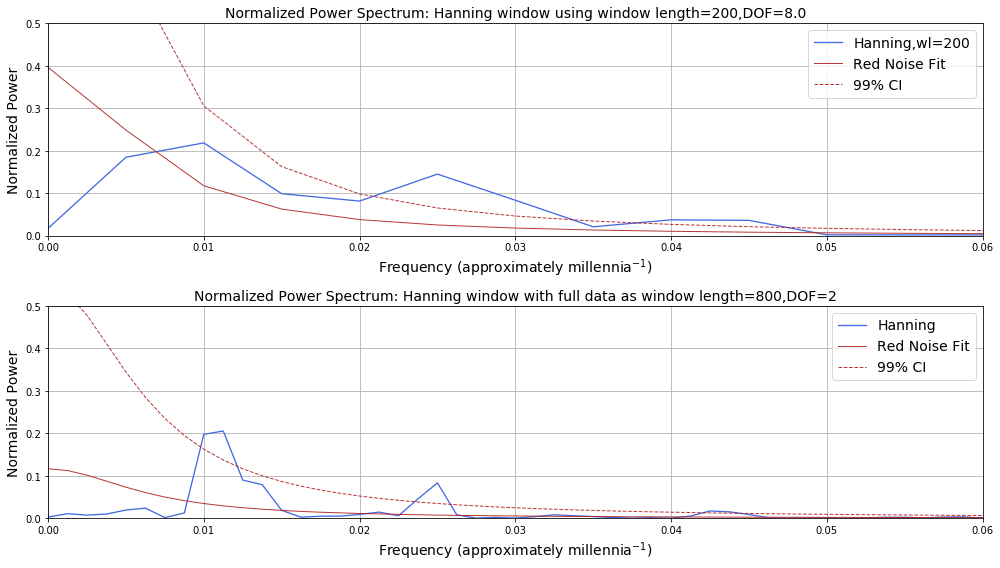 Normalized Power Spectrum: Hanning window using window length=200,DOF=8.0
0.5
0.4
0.3
0.2
0.1
0.0
Normalized Power
Hanning,wl=200
Red Noise Fit
99% CI
0.00 0.01 0.02 0.03 0.04 0.05 0.06
Frequency (approximately millennia⁻¹)
Normalized Power Spectrum: Hanning window with full data as window length=800,DOF=2
0.5
0.4
0.3
0.2
0.1
0.0
Normalized Power
Hanning
Red Noise Fit
99% CI
0.00 0.01 0.02 0.03 0.04 0.05 0.06
Frequency (approximately millennia⁻¹)